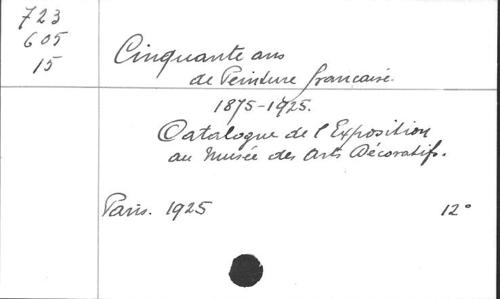 723
605
15
Cinquante ans
de Peinture francaise.
1875-1925.
Catalogue de l'Exposition
au Musée des Arts Décoratifs.
Paris. 1925
12°